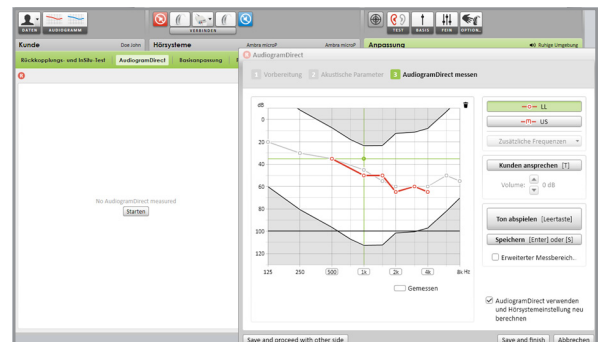 DATEN
AUDIOGRAMM
VERBINDEN
TEST
BASIS
FEIN
OPTION.
Kunde
Doe John
Hörsysteme
Ambra microP
Ambra microP
Anpassung
Ruhige Umgebung
Rückkopplungs- und InSitu-Test
AudiogramDirect
Basisanpassung
No AudiogramDirect measured
Starten
AudiogramDirect
1 Vorbereitung
2 Akustische Parameter
3 AudiogramDirect messen
dB
0
20
40
60
80
100
120
125
250
500
1k
2k
4k
8k Hz
Gemessen
LL
US
Zusätzliche Frequenzen
Kunden ansprechen [T]
Volume:
0 dB
Ton abspielen [Leertaste]
Speichern [Enter] oder [S]
Erweiterter Messbereich..
AudiogramDirect verwenden
und Hörsystemeinstellung neu
berechnen
Save and proceed with other side
Save and finish
Abbrechen